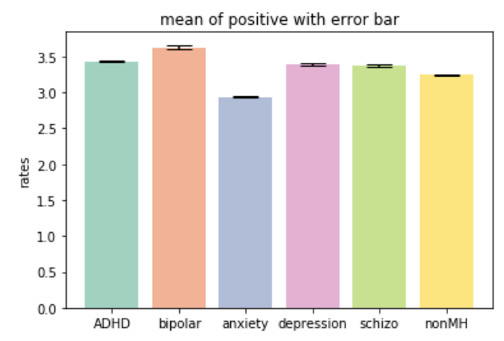 mean of positive with error bar
rates
3.5
3.0
2.5
2.0
1.5
1.0
0.5
0.0
ADHD bipolar anxiety depression schizo nonMH